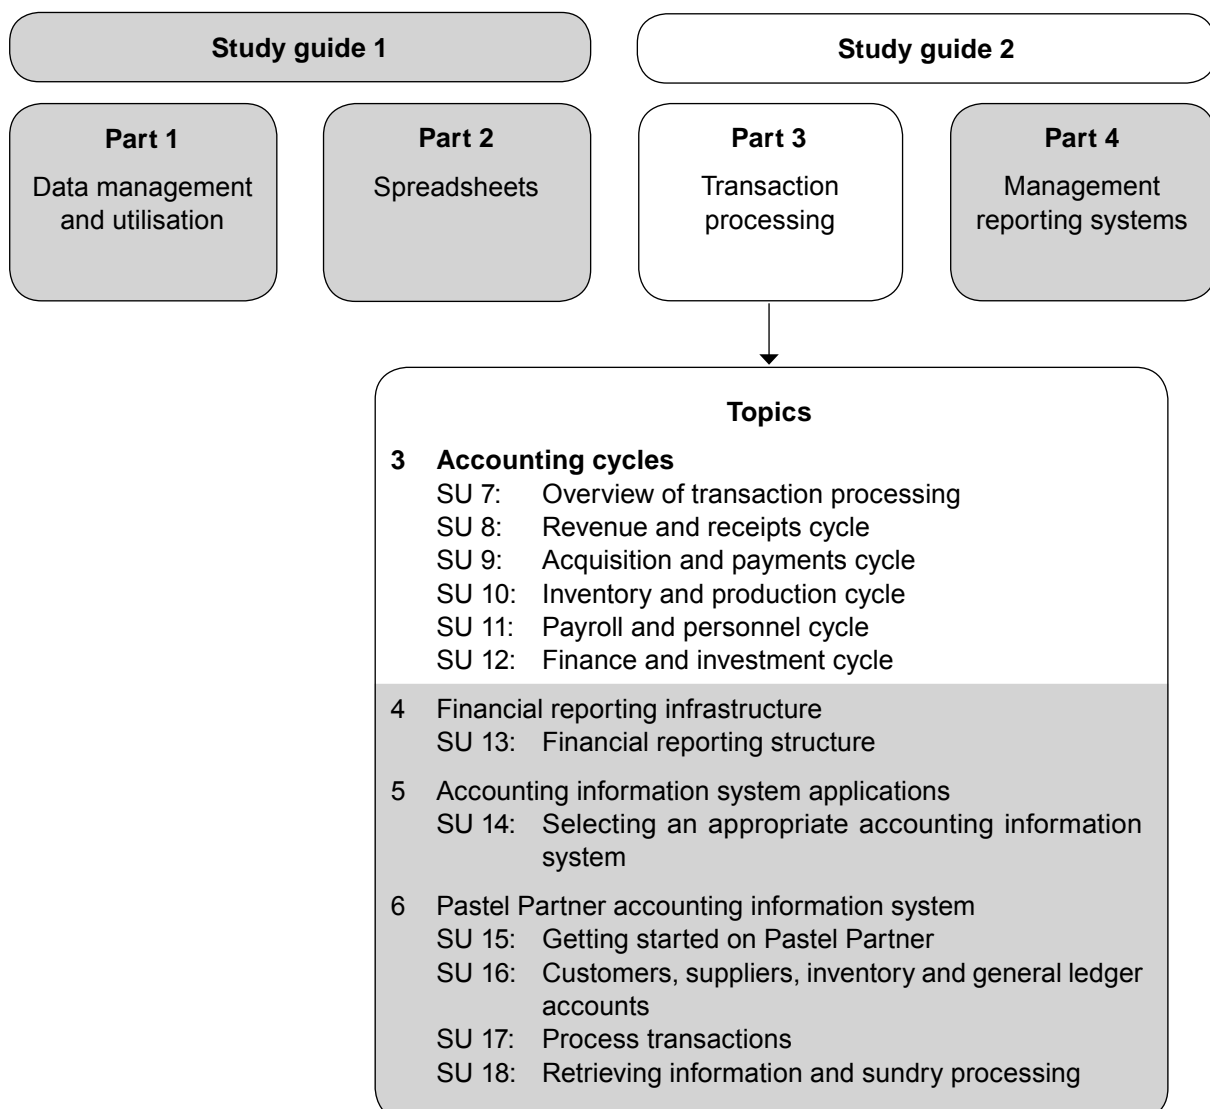 Study guide 1
Study guide 2
Part 1
Data management
and utilisation
Part 2
Spreadsheets
Part 3
Transaction
processing
Part 4
Management
reporting systems
Topics
3 Accounting cycles
SU 7: Overview of transaction processing
SU 8: Revenue and receipts cycle
SU 9: Acquisition and payments cycle
SU 10: Inventory and production cycle
SU 11: Payroll and personnel cycle
SU 12: Finance and investment cycle
4 Financial reporting infrastructure
SU 13: Financial reporting structure
5 Accounting information system applications
SU 14: Selecting an appropriate accounting information
system
6 Pastel Partner accounting information system
SU 15: Getting started on Pastel Partner
SU 16: Customers, suppliers, inventory and general ledger
accounts
SU 17: Process transactions
SU 18: Retrieving information and sundry processing